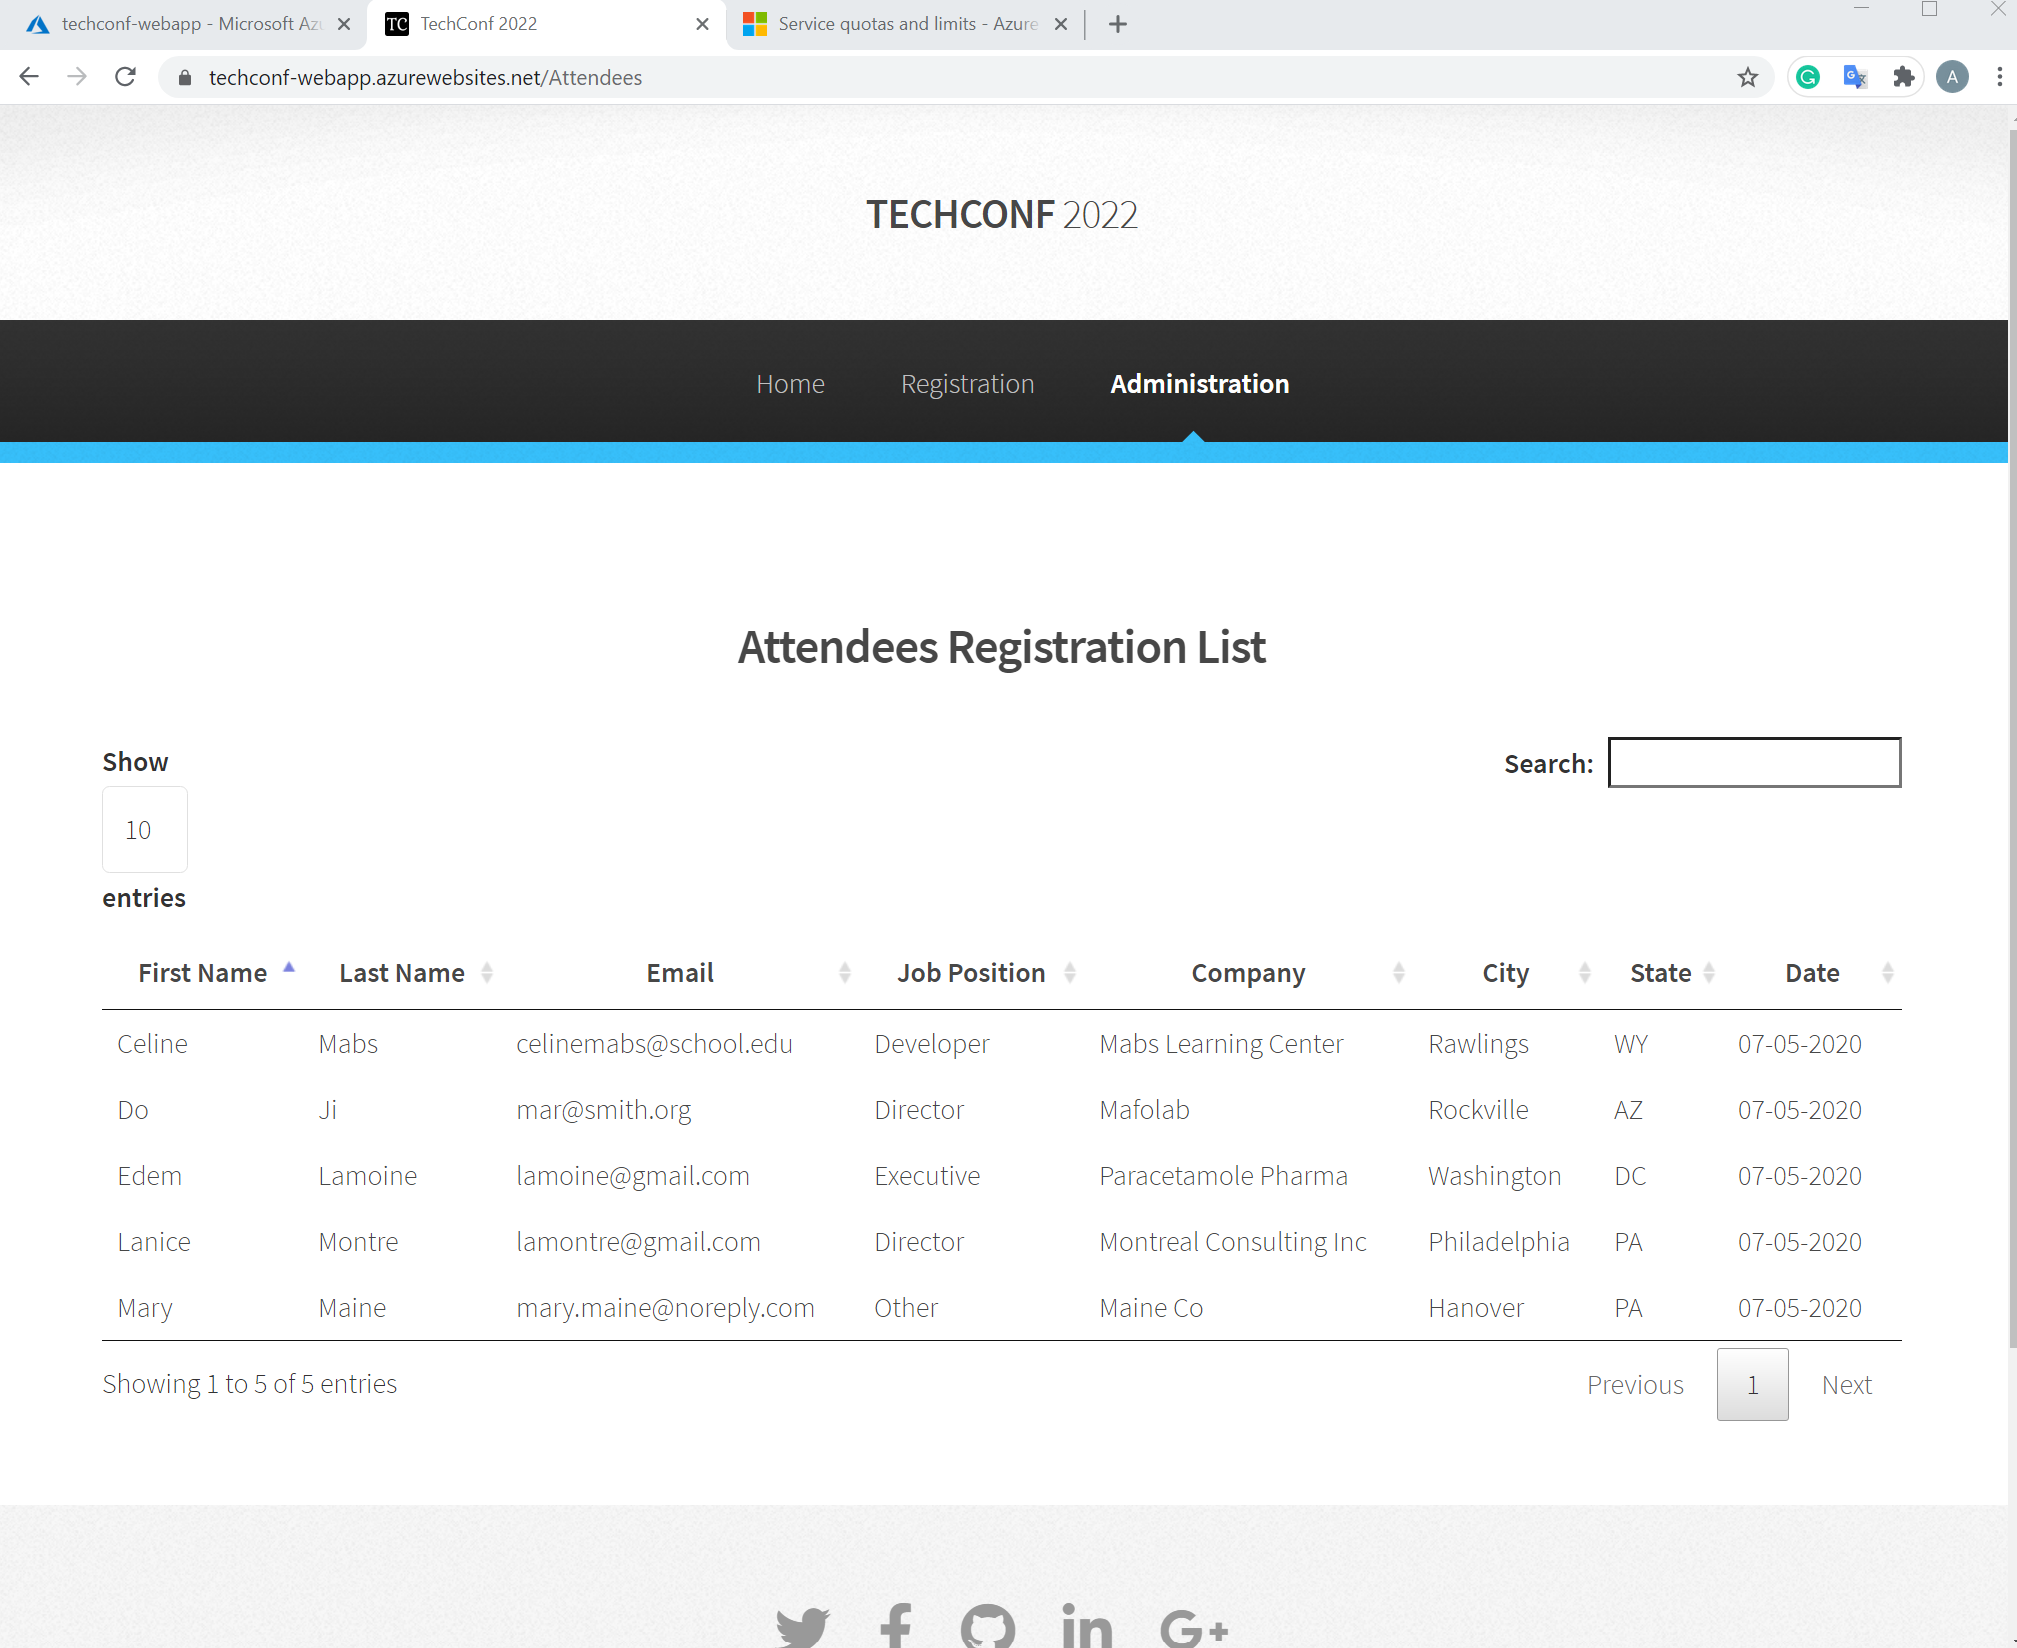 techconf-webapp - Microsoft Az
TC TechConf 2022
Service quotas and limits - Azure
techconf-webapp.azurewebsites.net/Attendees
A
TECHCONF 2022
Home Registration Administration
Attendees Registration List
Show
Search:
10
entries
First Name Last Name Email Job Position Company City State Date
Celine Mabs celinemabs@school.edu Developer Mabs Learning Center Rawlings WY 07-05-2020
Do Ji mar@smith.org Director Mafolab Rockville AZ 07-05-2020
Edem Lamoine lamoine@gmail.com Executive Paracetamole Pharma Washington DC 07-05-2020
Lanice Montre lamontre@gmail.com Director Montreal Consulting Inc Philadelphia PA 07-05-2020
Mary Maine mary.maine@noreply.com Other Maine Co Hanover PA 07-05-2020
Showing 1 to 5 of 5 entries
Previous 1 Next